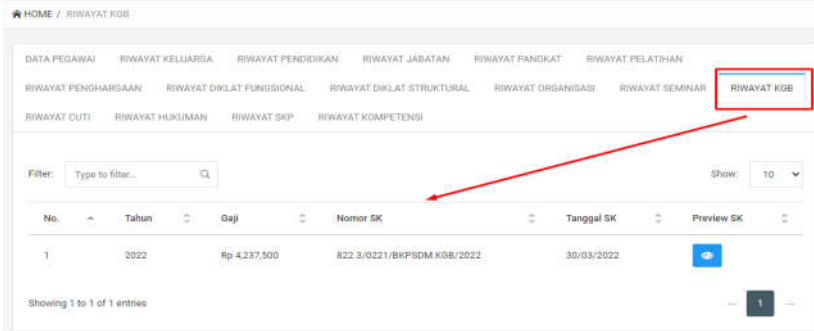 HOME / RIWAYAT KGB
DATA PEGAWAI RIWAYAT KELUARGA RIWAYAT PENDIDIKAN RIWAYAT JABATAN RIWAYAT PANGKAT RIWAYAT PELATIHAN
RIWAYAT PENGHARGAAN RIWAYAT DIKLAT FUNGSIONAL RIWAYAT DIKLAT STRUKTURAL RIWAYAT ORGANISASI RIWAYAT SEMINAR RIWAYAT KGB
RIWAYAT CUTI RIWAYAT HUKUMAN RIWAYAT SKP RIWAYAT KOMPETENSI
Filter: Type to filter... Show: 10
No. Tahun Gaji Nomor SK Tanggal SK Preview SK
1 2022 Rp 4,237,500 822.3/0221/BKPSDM.KGB/2022 30/03/2022
Showing 1 to 1 of 1 entries ← 1 →